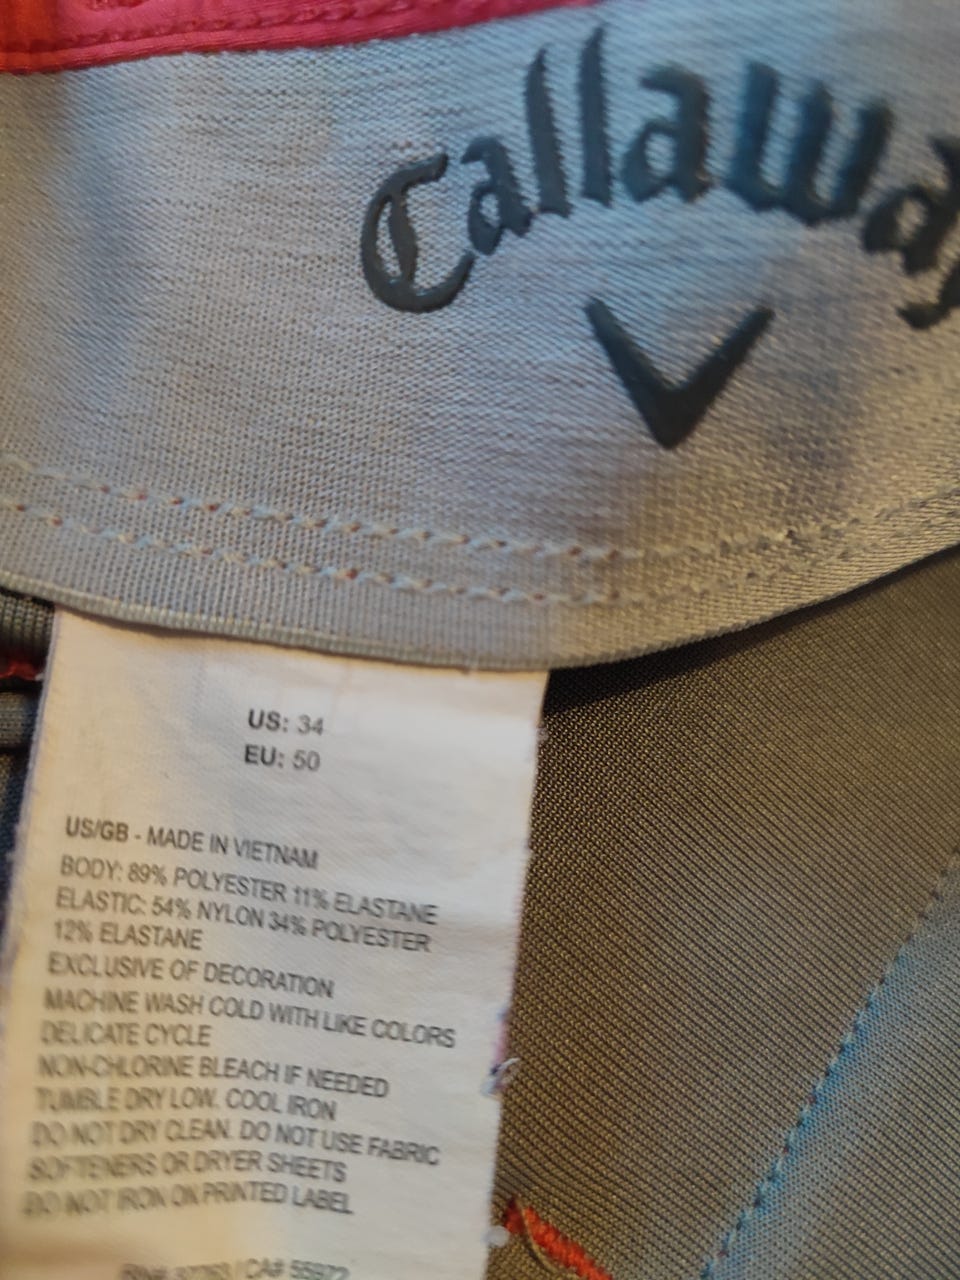 Callaway
US: 34
EU: 50
US/GB - MADE IN VIETNAM
BODY: 89% POLYESTER 11% ELASTANE
ELASTIC: 54% NYLON 34% POLYESTER
12% ELASTANE
EXCLUSIVE OF DECORATION
MACHINE WASH COLD WITH LIKE COLORS
DELICATE CYCLE
NON-CHLORINE BLEACH IF NEEDED
TUMBLE DRY LOW. COOL IRON
DO NOT DRY CLEAN. DO NOT USE FABRIC
SOFTENERS OR DRYER SHEETS
DO NOT IRON ON PRINTED LABEL
/ CA#